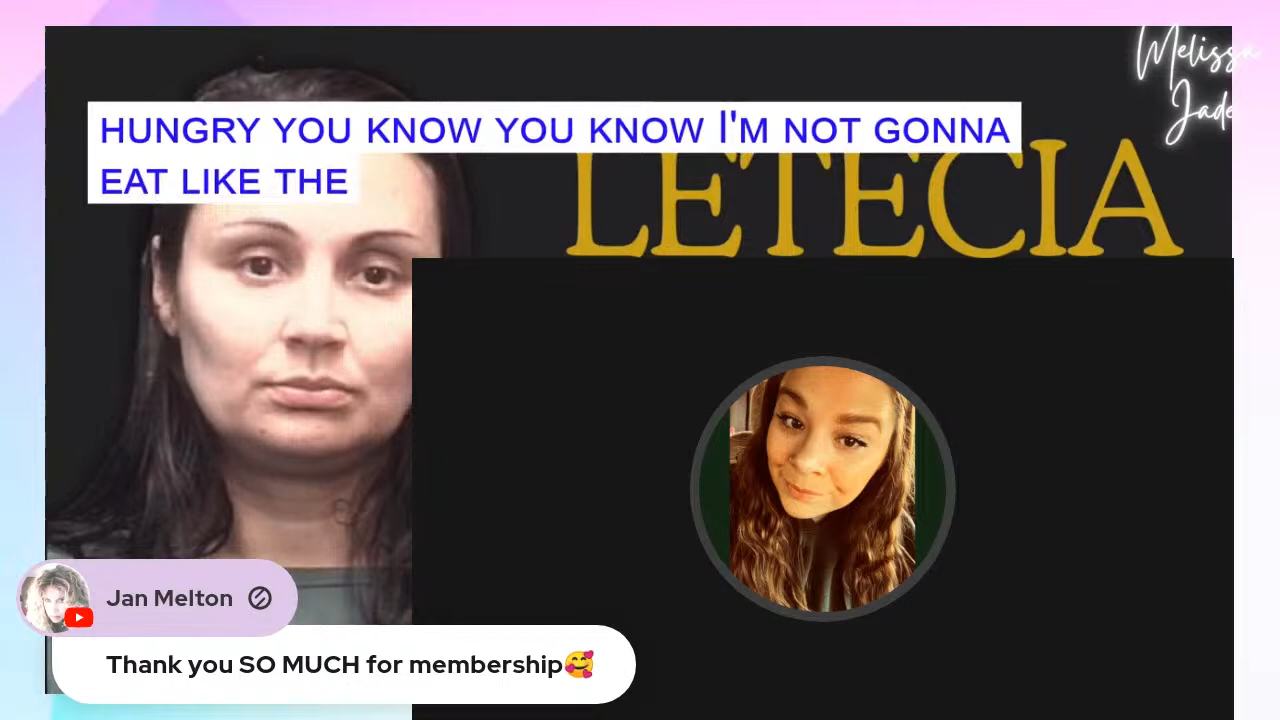 Melissa
Jade
HUNGRY YOU KNOW YOU KNOW I'M NOT GONNA
EAT LIKE THE
LETECIA
Jan Melton
Thank you SO MUCH for membership🥰